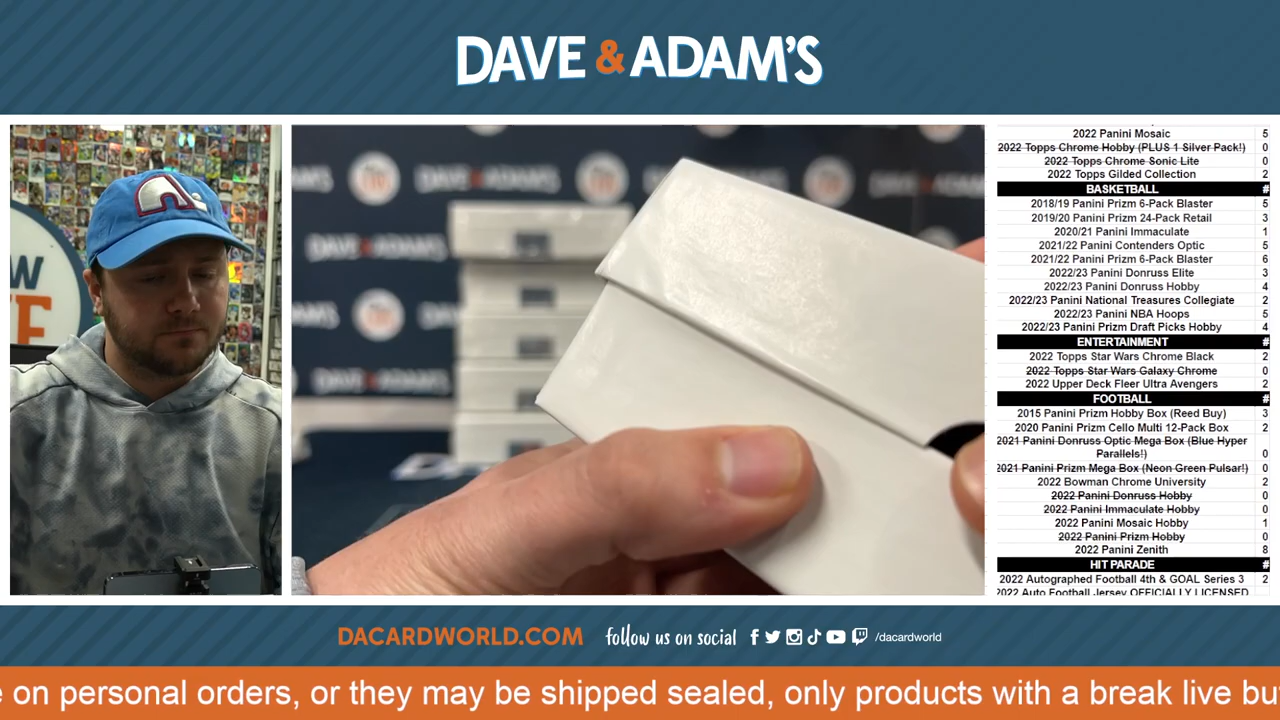 DAVE & ADAM'S
W
E
DAVE & ADAM'S
2022 Panini Mosaic 5
2022 Topps Chrome Hobby (PLUS 1 Silver Pack!) 0
2022 Topps Chrome Sonic Lite 0
2022 Topps Gilded Collection 2
BASKETBALL #
2018/19 Panini Prizm 6-Pack Blaster 5
2019/20 Panini Prizm 24-Pack Retail 3
2020/21 Panini Immaculate 1
2021/22 Panini Contenders Optic 5
2021/22 Panini Prizm 6-Pack Blaster 6
2022/23 Panini Donruss Elite 3
2022/23 Panini Donruss Hobby 4
2022/23 Panini National Treasures Collegiate 2
2022/23 Panini NBA Hoops 5
2022/23 Panini Prizm Draft Picks Hobby 4
ENTERTAINMENT #
2022 Topps Star Wars Chrome Black 2
2022 Topps Star Wars Galaxy Chrome 0
2022 Upper Deck Fleer Ultra Avengers 2
FOOTBALL #
2015 Panini Prizm Hobby Box (Reed Buy) 3
2020 Panini Prizm Cello Multi 12-Pack Box 2
2021 Panini Donruss Optic Mega Box (Blue Hyper
Parallels!) 0
2021 Panini Prizm Mega Box (Neon Green Pulsar!) 0
2022 Bowman Chrome University 2
2022 Panini Donruss Hobby 0
2022 Panini Immaculate Hobby 0
2022 Panini Mosaic Hobby 1
2022 Panini Prizm Hobby 0
2022 Panini Zenith 8
HIT PARADE #
2022 Autographed Football 4th & GOAL Series 3 2
2022 Auto Football Jersey OFFICIALLY LICENSED
DACARDWORLD.COM follow us on social /dacardworld
e on personal orders, or they may be shipped sealed, only products with a break live bu